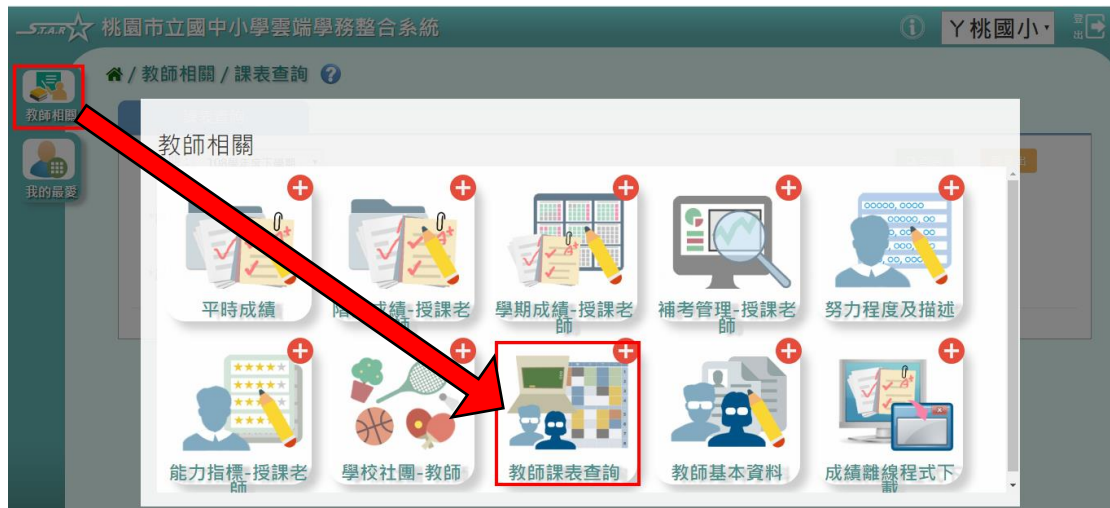 S.T.A.R 桃園市立國中小學雲端學務整合系統
ㄚ桃國小
登出
/ 教師相關 / 課表查詢
教師相關
我的最愛
教師相關
平時成績
成績-授課老師
學期成績-授課老師
補考管理-授課老師
努力程度及描述
能力指標-授課老師
學校社團-教師
教師課表查詢
教師基本資料
成績離線程式下載